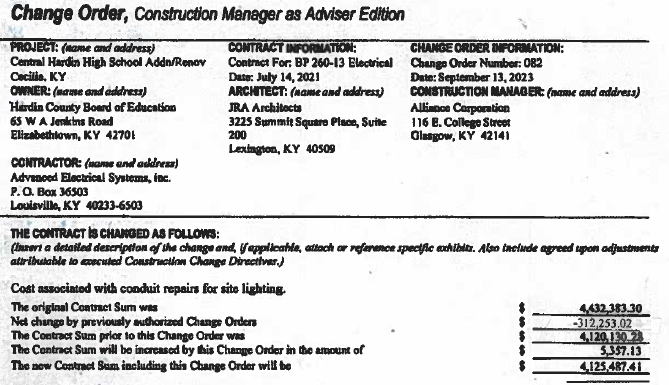 Change Order, Construction Manager as Adviser Edition
PROJECT: (name and address)
Central Hardin High School Addn/Renov
Cecilia, KY
OWNER: (name and address)
Hardin County Board of Education
65 W A Jenkins Road
Elizabethtown, KY 42701
CONTRACTOR: (name and address)
Advanced Electrical Systems, Inc.
P. O. Box 36503
Louisville, KY 40233-6503
CONTRACT INFORMATION:
Contract For: BP 260-13 Electrical
Date: July 14, 2021
ARCHITECT: (name and address)
JRA Architects
3225 Summit Square Place, Suite
200
Lexington, KY 40509
CHANGE ORDER INFORMATION:
Change Order Number: 082
Date: September 13, 2023
CONSTRUCTION MANAGER: (name and address)
Alliance Corporation
116 E. College Street
Glasgow, KY 42141
THE CONTRACT IS CHANGED AS FOLLOWS:
(Insert a detailed description of the change and, if applicable, attach or reference specific exhibits. Also include agreed upon adjustments
attributable to executed Construction Change Directives.)
Cost associated with conduit repairs for site lighting.
The original Contract Sum was $ 4,432,383.30
Net change by previously authorized Change Orders $ -312,253.02
The Contract Sum prior to this Change Order was $ 4,120,130.28
The Contract Sum will be increased by this Change Order in the amount of $ 5,357.13
The new Contract Sum including this Change Order will be $ 4,125,487.41